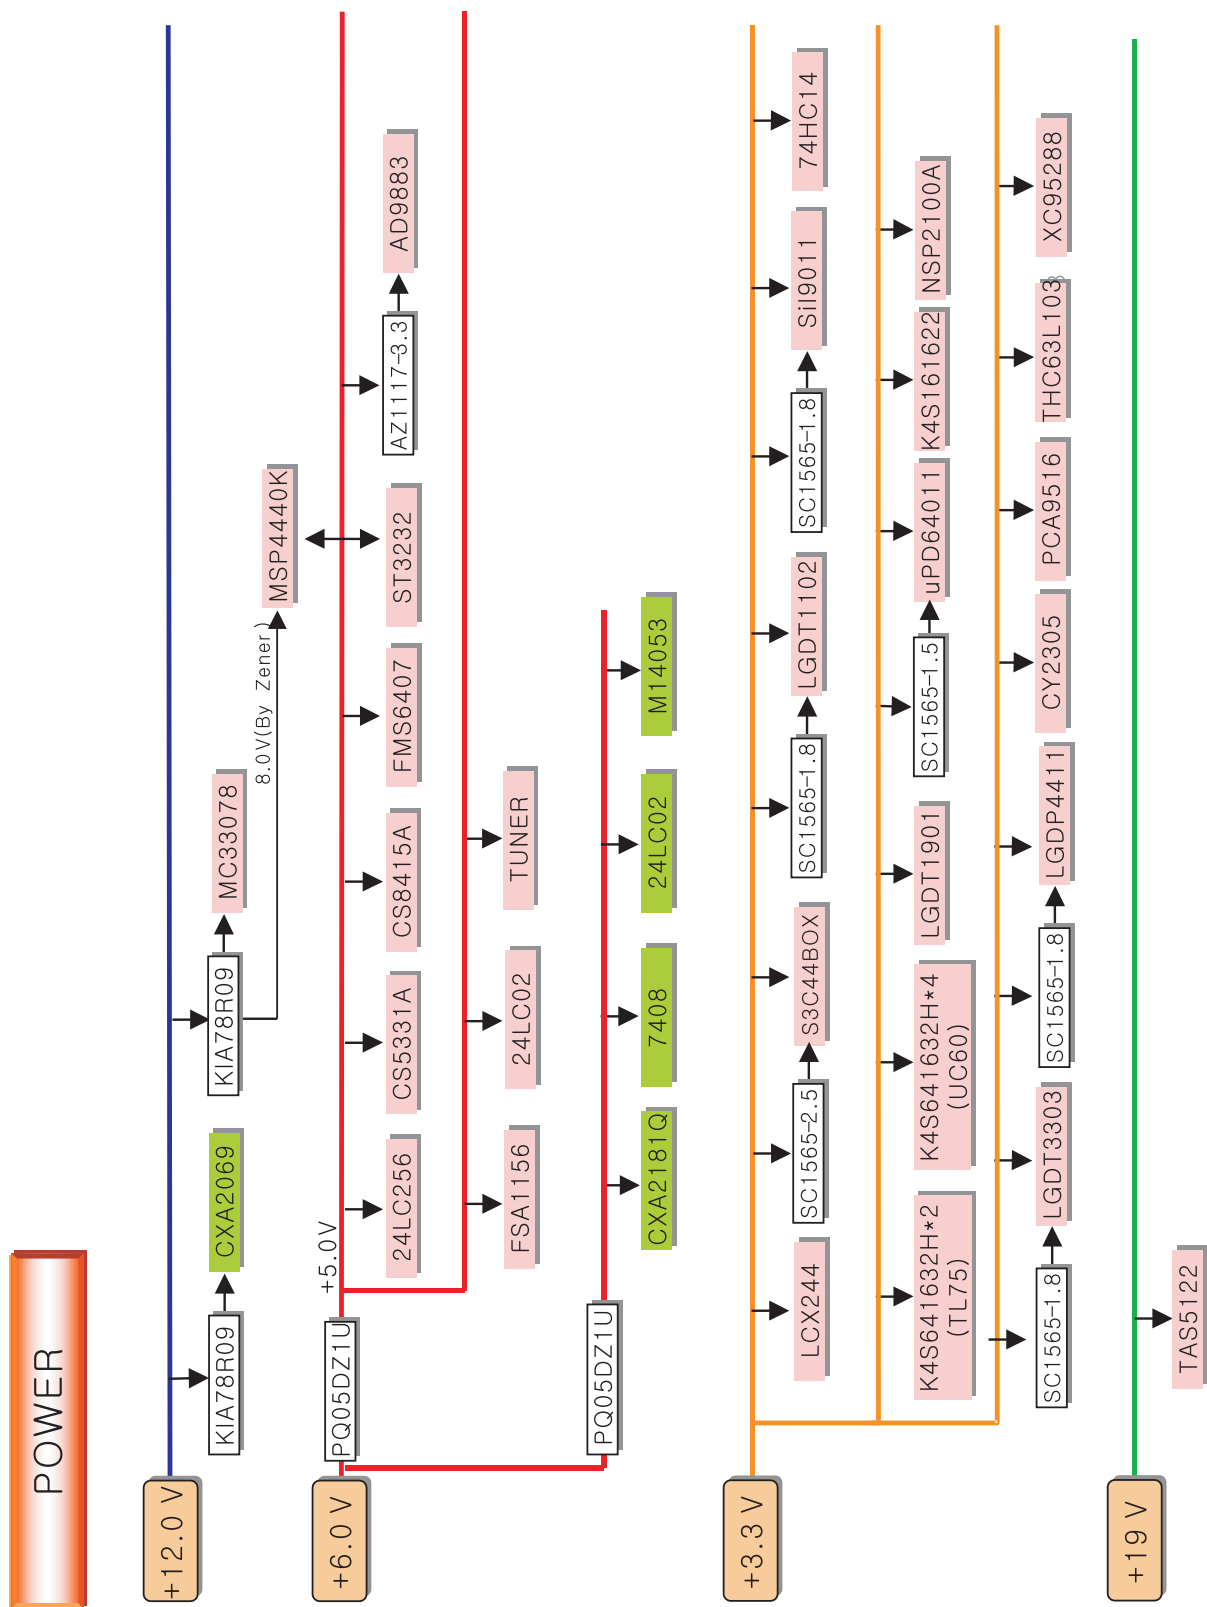 POWER
+12.0 V
KIA78R09
CXA2069
KIA78R09
MC33078
8.0V(By Zener)
MSP4440K
+6.0 V
PQ05DZ1U
+5.0V
24LC256
CS5331A
CS8415A
FMS6407
ST3232
AZ1117-3.3
AD9883
FSA1156
24LC02
TUNER
PQ05DZ1U
CXA2181Q
7408
24LC02
M14053
+3.3 V
LCX244
SC1565-2.5
S3C44BOX
SC1565-1.8
LGDT1102
SC1565-1.8
SiI9011
74HC14
K4S641632H*2
(TL75)
K4S641632H*4
(UC60)
LGDT1901
SC1565-1.5
uPD64011
K4S161622
NSP2100A
SC1565-1.8
LGDT3303
SC1565-1.8
LGDP4411
CY2305
PCA9516
THC63L103
XC95288
+19 V
TAS5122